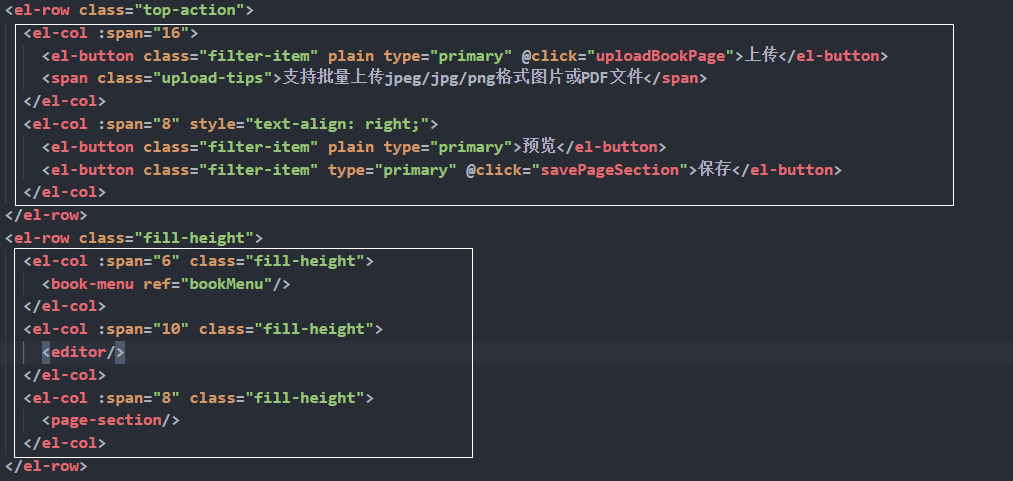 <el-row class="top-action">
<el-col :span="16">
<el-button class="filter-item" plain type="primary" @click="uploadBookPage">上传</el-button>
<span class="upload-tips">支持批量上传jpeg/jpg/png格式图片或PDF文件</span>
</el-col>
<el-col :span="8" style="text-align: right;">
<el-button class="filter-item" plain type="primary">预览</el-button>
<el-button class="filter-item" type="primary" @click="savePageSection">保存</el-button>
</el-col>
</el-row>
<el-row class="fill-height">
<el-col :span="6" class="fill-height">
<book-menu ref="bookMenu"/>
</el-col>
<el-col :span="10" class="fill-height">
<editor/>
</el-col>
<el-col :span="8" class="fill-height">
<page-section/>
</el-col>
</el-row>